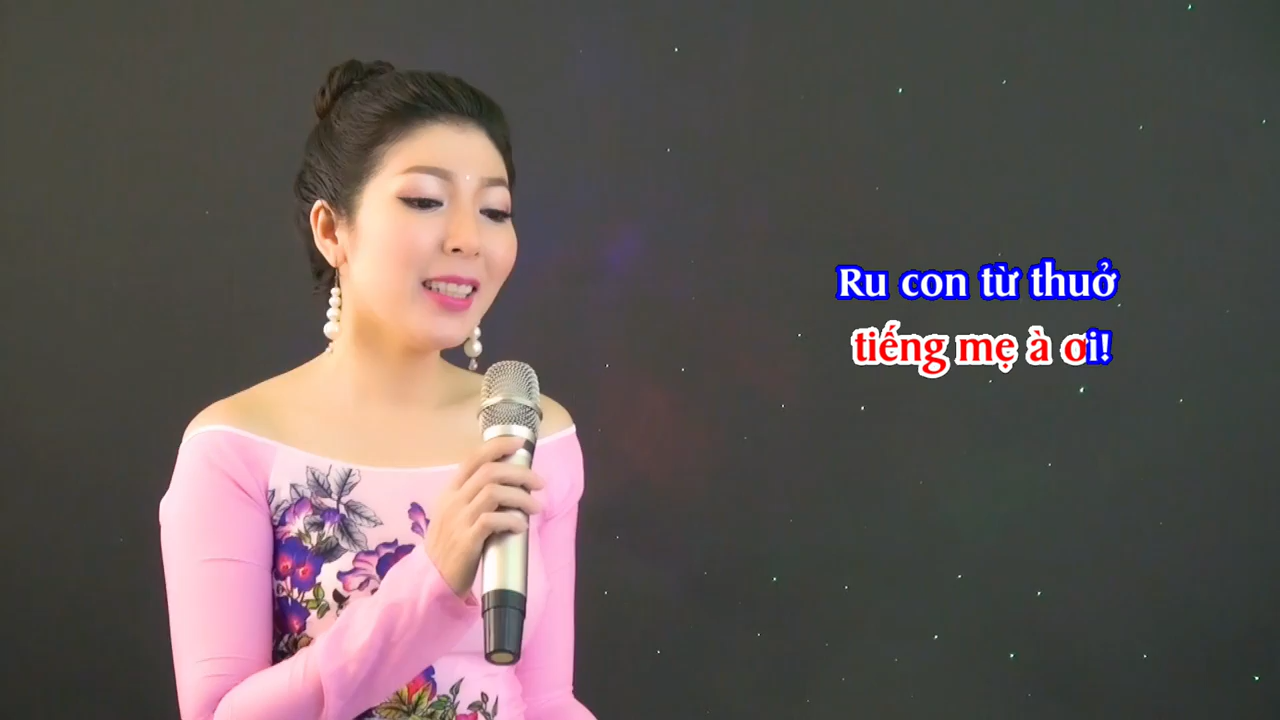 Ru con từ thuở
tiếng mẹ à ơi!